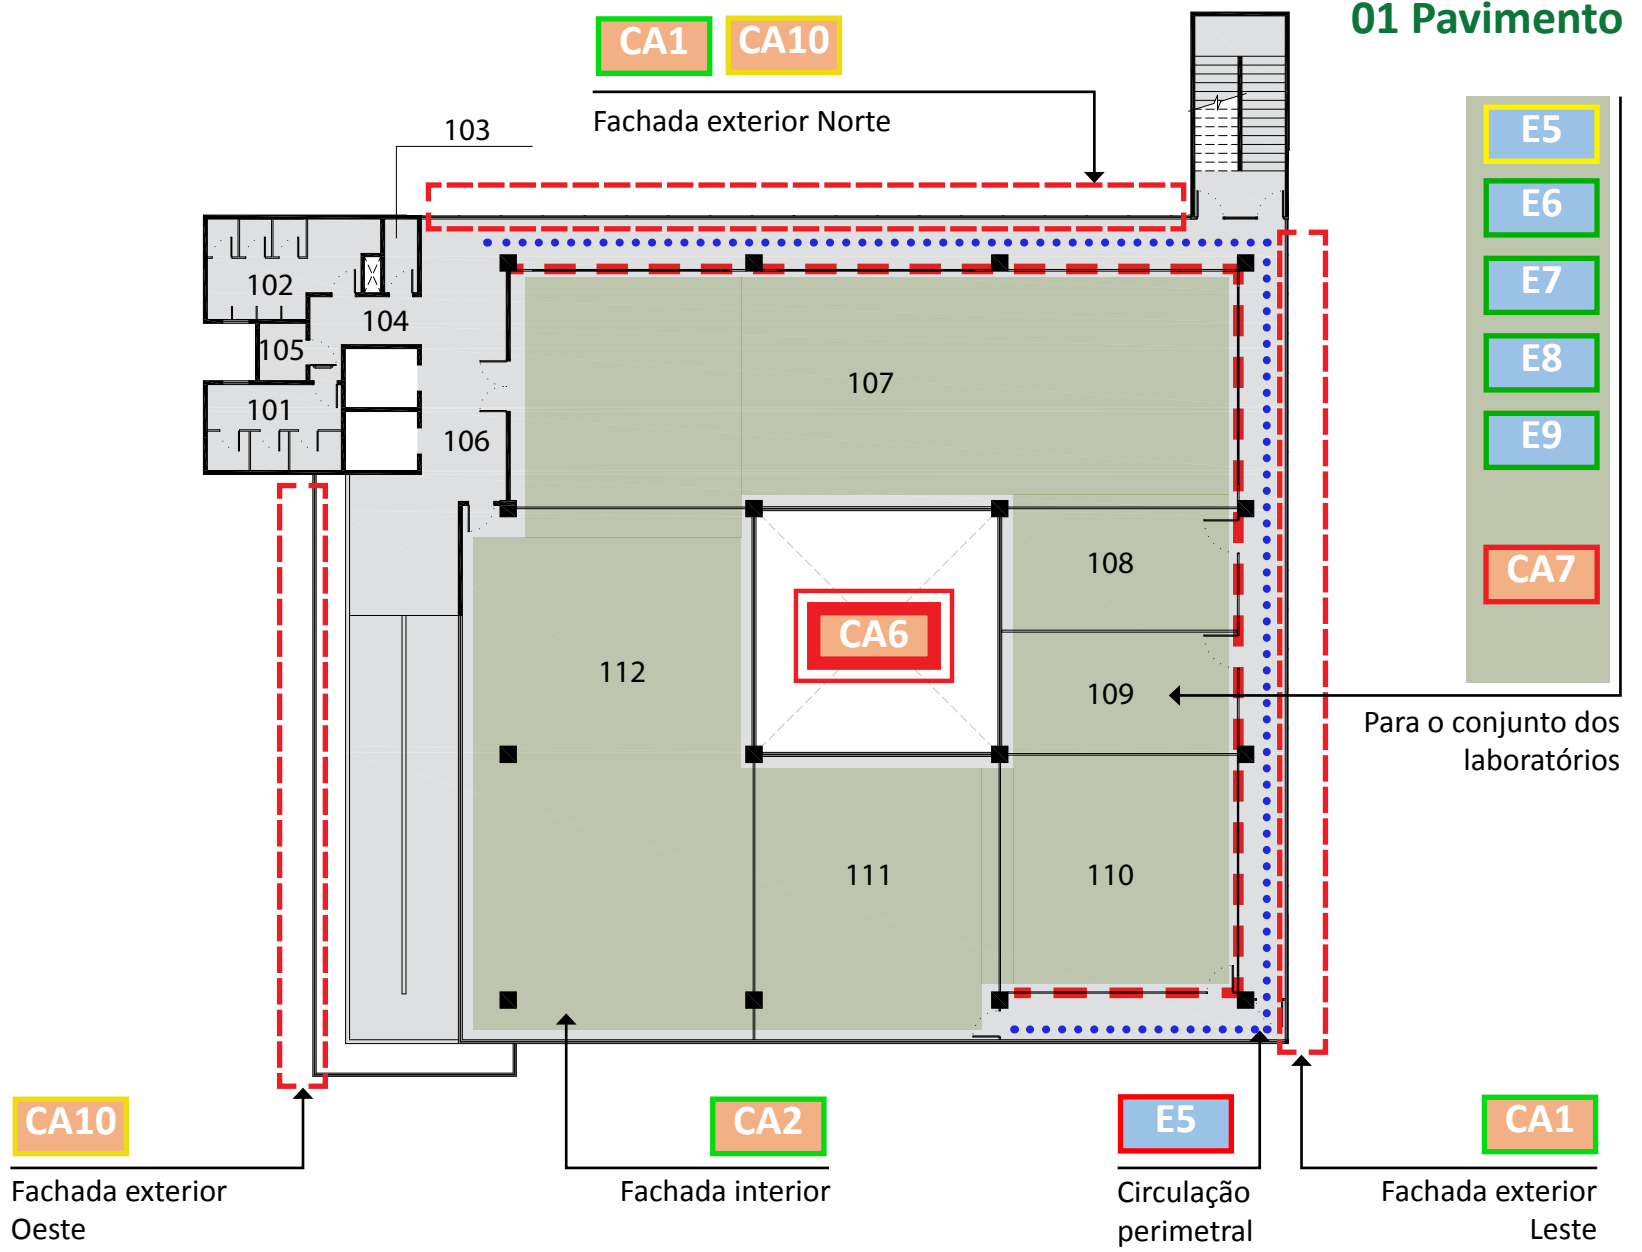 01 Pavimento
CA1 CA10
Fachada exterior Norte
103
102
104
105
101
106
107
108
109
110
111
112
CA6
E5
E6
E7
E8
E9
CA7
Para o conjunto dos
laboratórios
CA10
Fachada exterior
Oeste
CA2
Fachada interior
E5
Circulação
perimetral
CA1
Fachada exterior
Leste